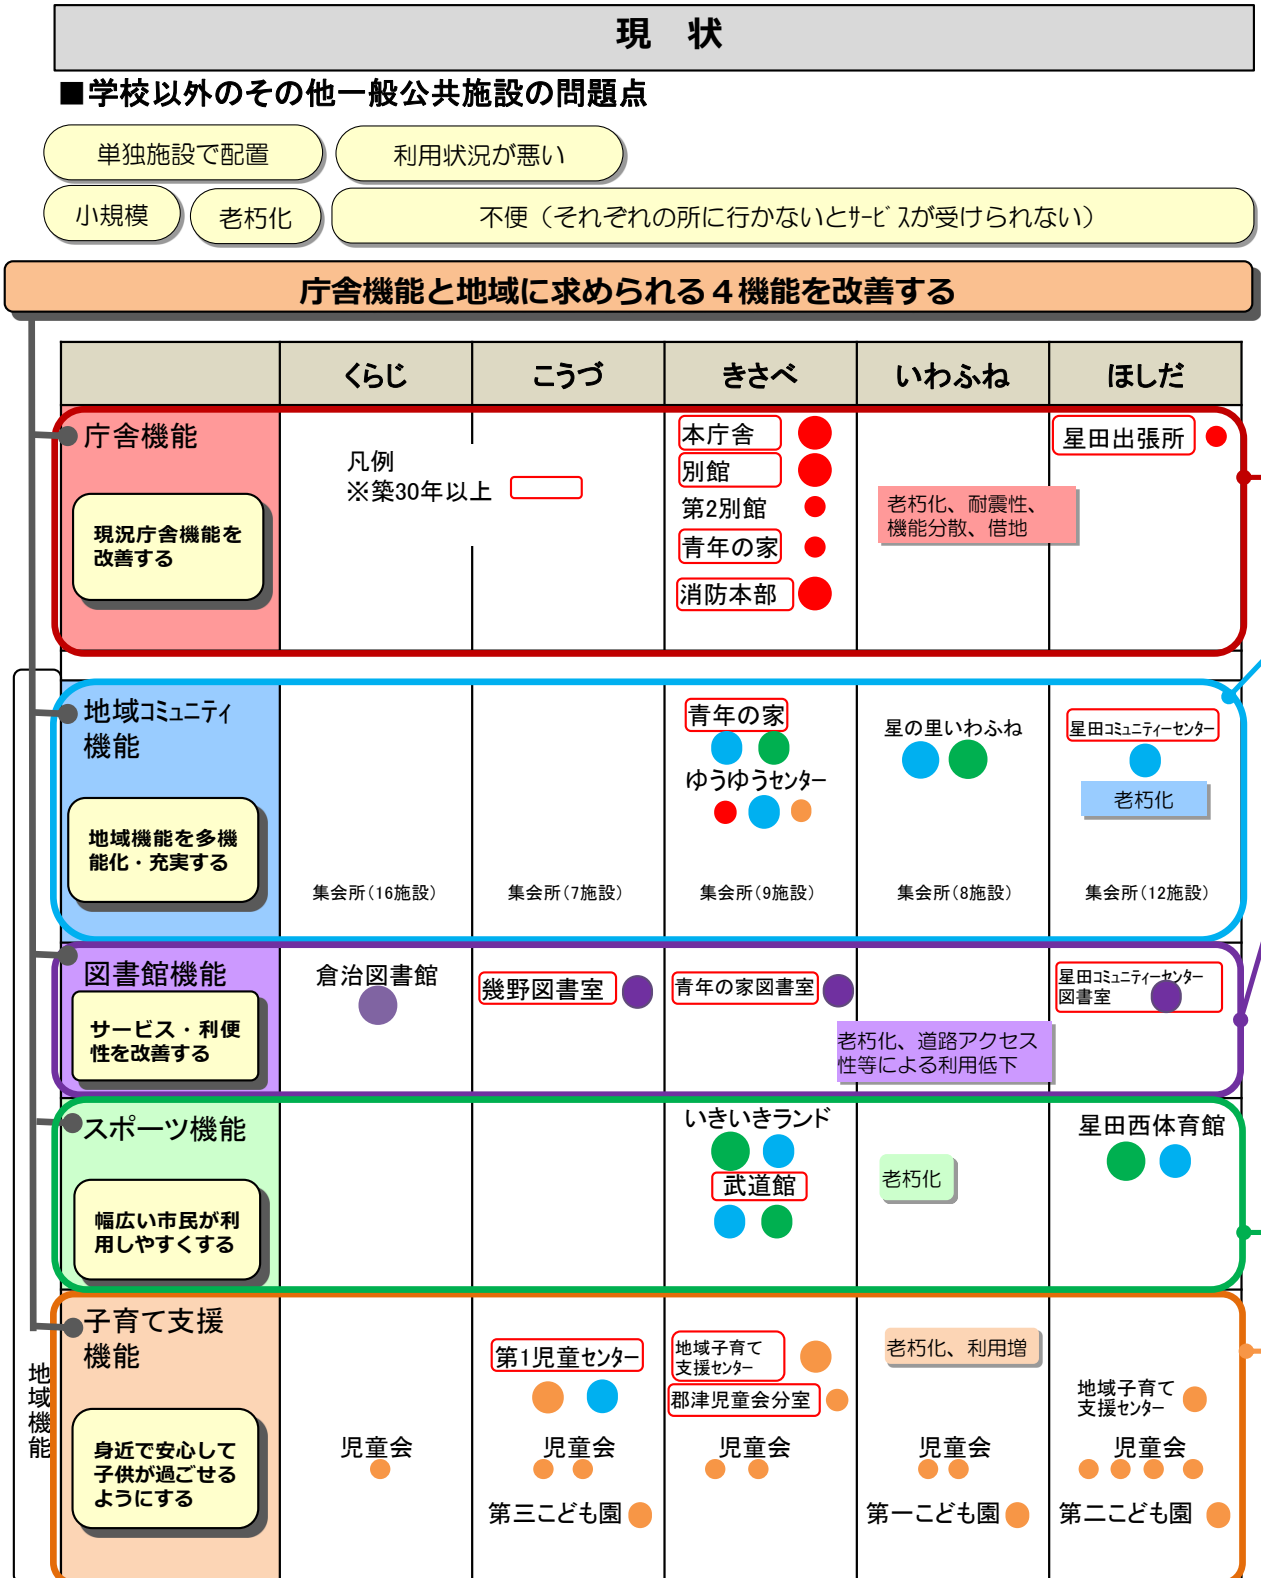 現　状
■学校以外のその他一般公共施設の問題点
単独施設で配置
利用状況が悪い
小規模
老朽化
不便（それぞれの所に行かないとｻｰﾋﾞｽが受けられない）
庁舎機能と地域に求められる４機能を改善する
くらじ
こうづ
きさべ
いわふね
ほしだ
庁舎機能
現況庁舎機能を
改善する
凡例
※築30年以上
本庁舎
別館
第2別館
青年の家
消防本部
老朽化、耐震性、
機能分散、借地
星田出張所
地域ｺﾐｭﾆﾃｨ
機能
地域機能を多機
能化・充実する
青年の家
ゆうゆうｾﾝﾀｰ
星の里いわふね
星田ｺﾐｭﾆﾃｨｰｾﾝﾀｰ
老朽化
集会所(16施設)
集会所(7施設)
集会所(9施設)
集会所(8施設)
集会所(12施設)
図書館機能
サービス・利便
性を改善する
倉治図書館
幾野図書室
青年の家図書室
星田ｺﾐｭﾆﾃｨｰｾﾝﾀｰ
図書室
老朽化、道路アクセス
性等による利用低下
スポーツ機能
幅広い市民が利
用しやすくする
いきいきランド
武道館
老朽化
星田西体育館
地域機能
子育て支援
機能
身近で安心して
子供が過ごせる
ようにする
第1児童ｾﾝﾀｰ
地域子育て
支援ｾﾝﾀｰ
郡津児童会分室
老朽化、利用増
地域子育て
支援ｾﾝﾀｰ
児童会
児童会
児童会
児童会
児童会
第三こども園
第一こども園
第二こども園